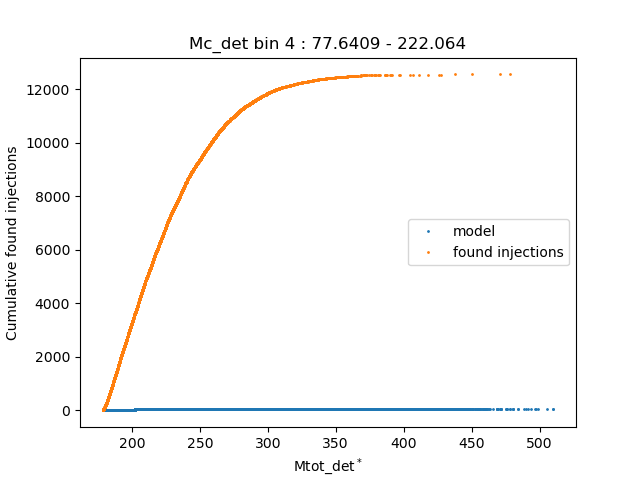 Mc_det bin 4 : 77.6409 - 222.064
Cumulative found injections
12000
10000
8000
6000
4000
2000
0
model
found injections
200 250 300 350 400 450 500
Mtot_det*